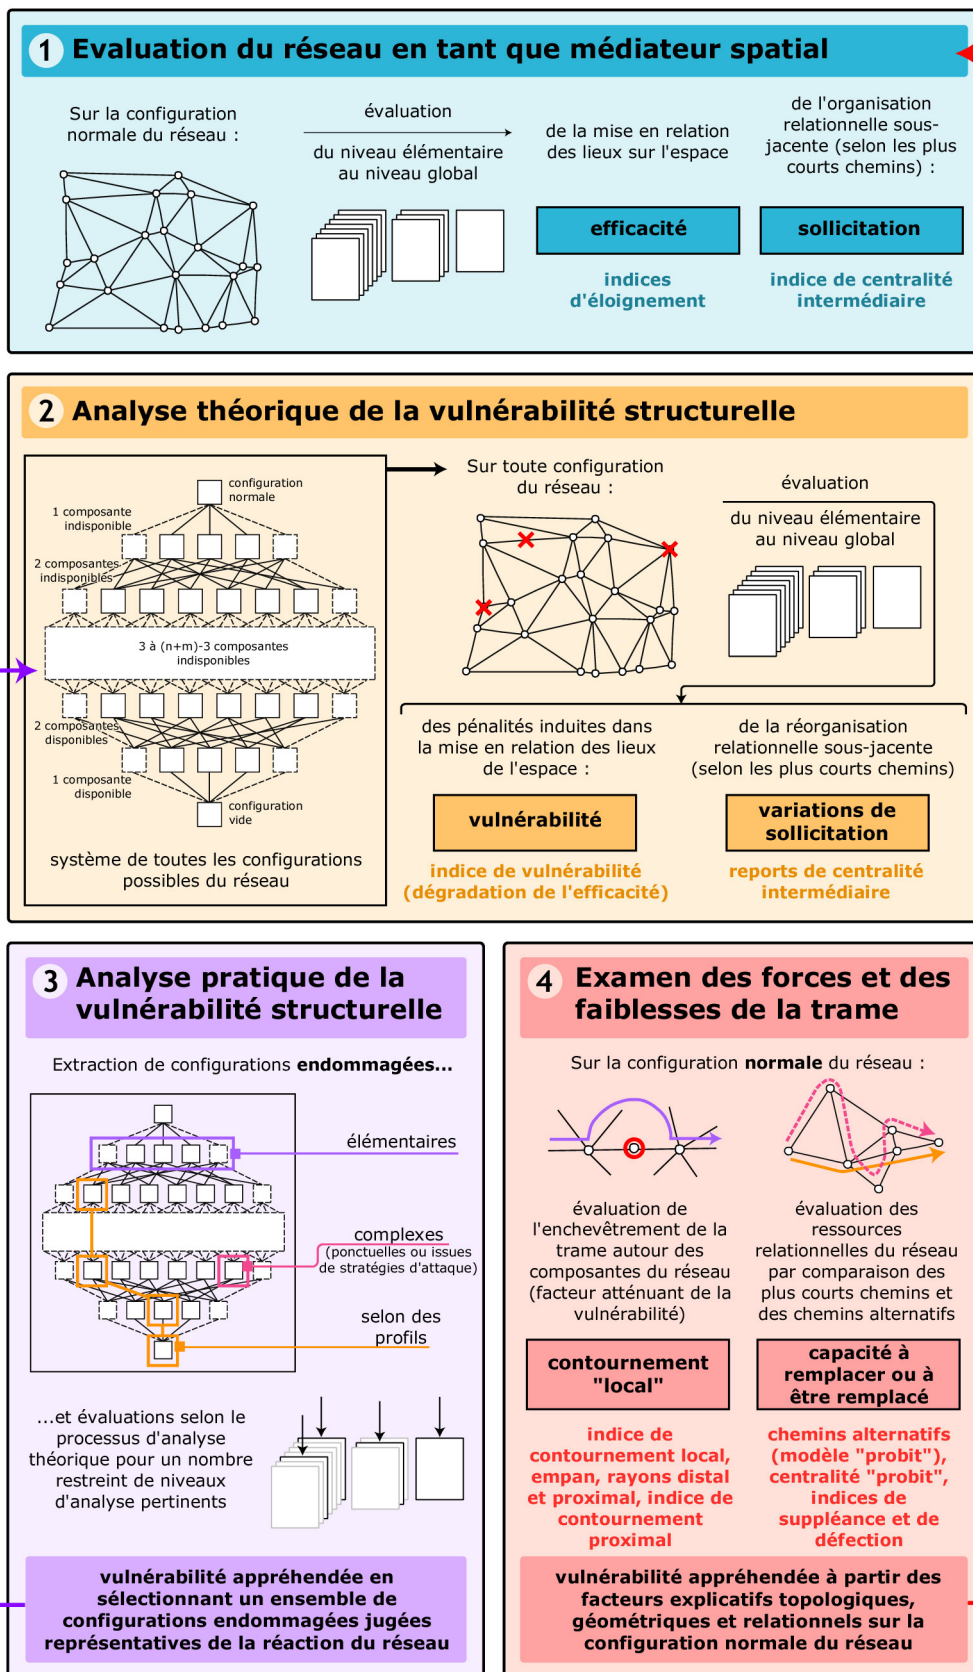 1 Evaluation du réseau en tant que médiateur spatial
Sur la configuration
normale du réseau :
évaluation
du niveau élémentaire
au niveau global
de la mise en relation
des lieux sur l'espace
de l'organisation
relationnelle sous-
jacente (selon les plus
courts chemins) :
efficacité
sollicitation
indices
d'éloignement
indice de centralité
intermédiaire
2 Analyse théorique de la vulnérabilité structurelle
configuration
normale
1 composante
indisponible
2 composantes
indisponibles
3 à (n+m)-3 composantes
indisponibles
2 composantes
disponibles
1 composante
disponible
configuration
vide
système de toutes les configurations
possibles du réseau
Sur toute configuration
du réseau :
évaluation
du niveau élémentaire
au niveau global
des pénalités induites dans
la mise en relation des lieux
de l'espace :
de la réorganisation
relationnelle sous-jacente
(selon les plus courts chemins)
vulnérabilité
variations de
sollicitation
indice de vulnérabilité
(dégradation de l'efficacité)
reports de centralité
intermédiaire
3 Analyse pratique de la
vulnérabilité structurelle
Extraction de configurations endommagées...
élémentaires
complexes
(ponctuelles ou issues
de stratégies d'attaque)
selon des
profils
...et évaluations selon le
processus d'analyse
théorique pour un nombre
restreint de niveaux
d'analyse pertinents
vulnérabilité appréhendée en
sélectionnant un ensemble de
configurations endommagées jugées
représentatives de la réaction du réseau
4 Examen des forces et des
faiblesses de la trame
Sur la configuration normale du réseau :
évaluation de
l'enchevêtrement de la
trame autour des
composantes du réseau
(facteur atténuant de la
vulnérabilité)
évaluation des
ressources
relationnelles du réseau
par comparaison des
plus courts chemins et
des chemins alternatifs
contournement
"local"
capacité à
remplacer ou à
être remplacé
indice de
contournement local,
empan, rayons distal
et proximal, indice de
contournement
proximal
chemins alternatifs
(modèle "probit"),
centralité "probit",
indices de
suppléance et de
défection
vulnérabilité appréhendée à partir des
facteurs explicatifs topologiques,
géométriques et relationnels sur la
configuration normale du réseau